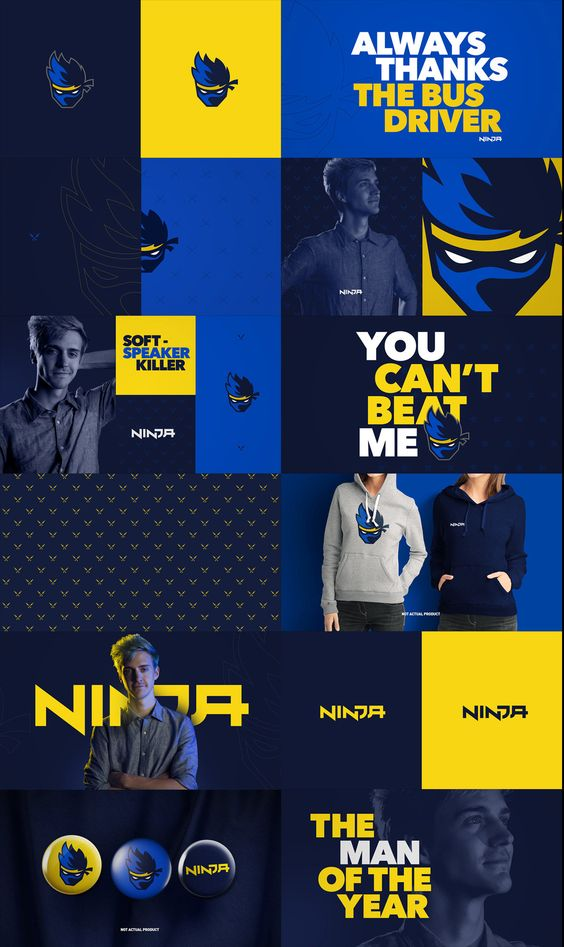 ALWAYS
THANKS
THE BUS
DRIVER
NINJA
NINJA
SOFT-
SPEAKER
KILLER
NINJA
YOU
CAN'T
BEAT
ME
NINJA
NOT ACTUAL PRODUCT
NINJA
NINJA
NINJA
NINJA
NOT ACTUAL PRODUCT
THE
MAN
OF THE
YEAR